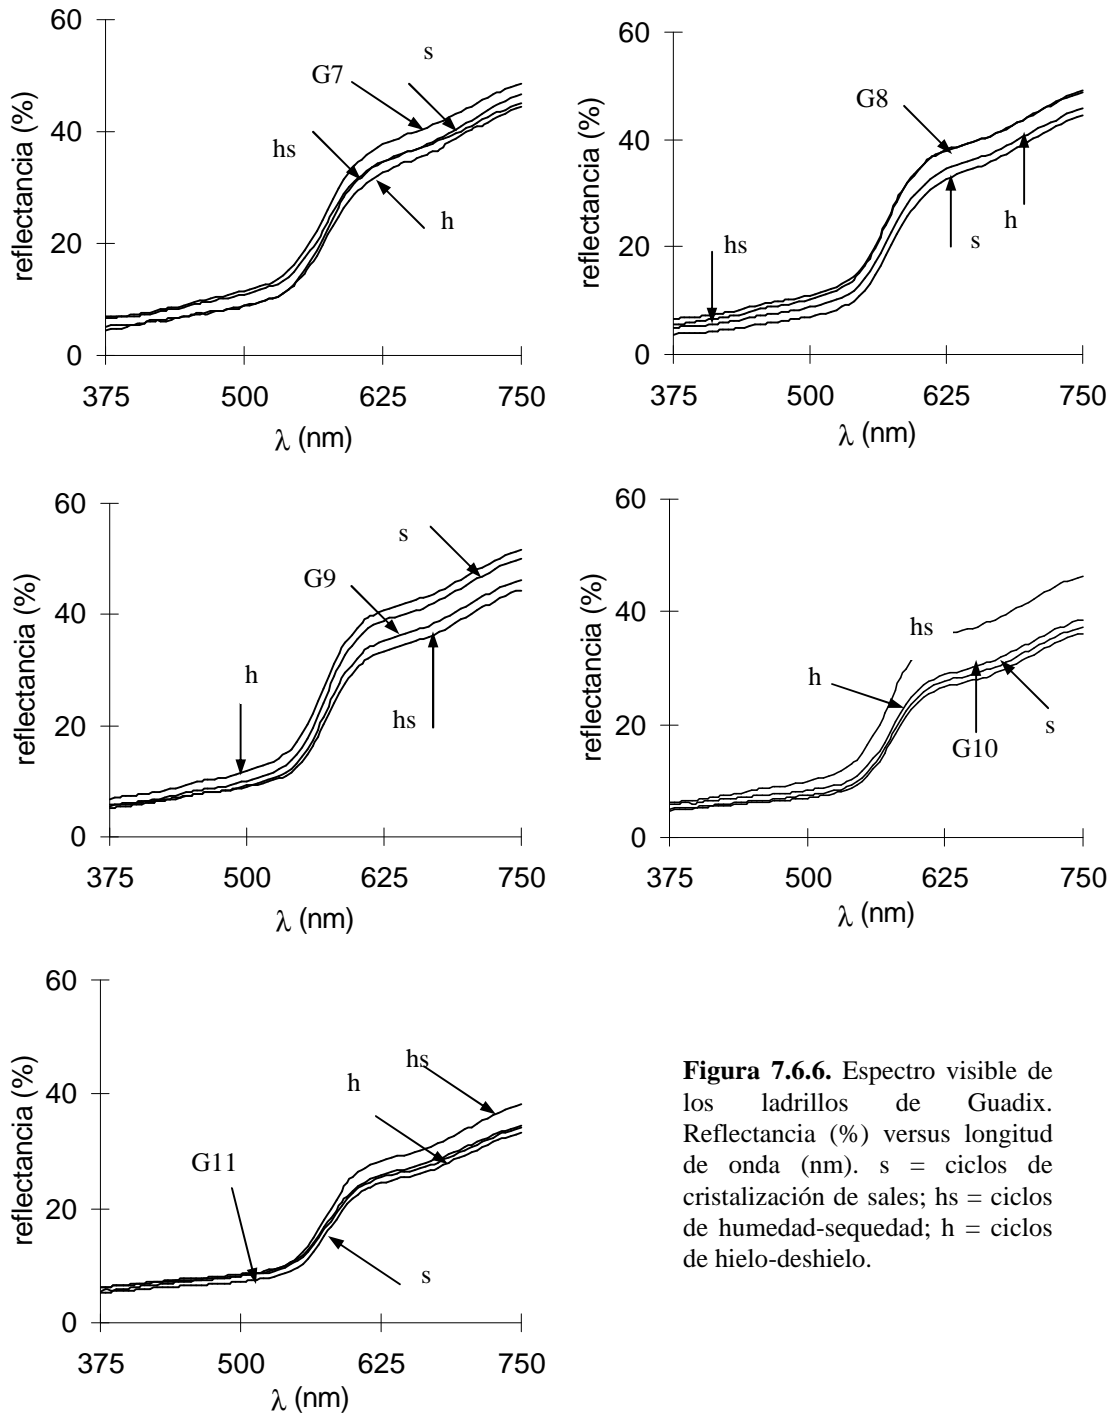 60
40
20
0
375
500
625
750
reflectancia (%)
λ (nm)
G7
s
hs
h
60
40
20
0
375
500
625
750
reflectancia (%)
λ (nm)
G8
hs
s
h
60
40
20
0
375
500
625
750
reflectancia (%)
λ (nm)
s
G9
h
hs
60
40
20
0
375
500
625
750
reflectancia (%)
λ (nm)
hs
h
s
G10
60
40
20
0
375
500
625
750
reflectancia (%)
λ (nm)
hs
h
G11
s
Figura 7.6.6. Espectro visible de
los ladrillos de Guadix.
Reflectancia (%) versus longitud
de onda (nm). s = ciclos de
cristalización de sales; hs = ciclos
de humedad-sequedad; h = ciclos
de hielo-deshielo.